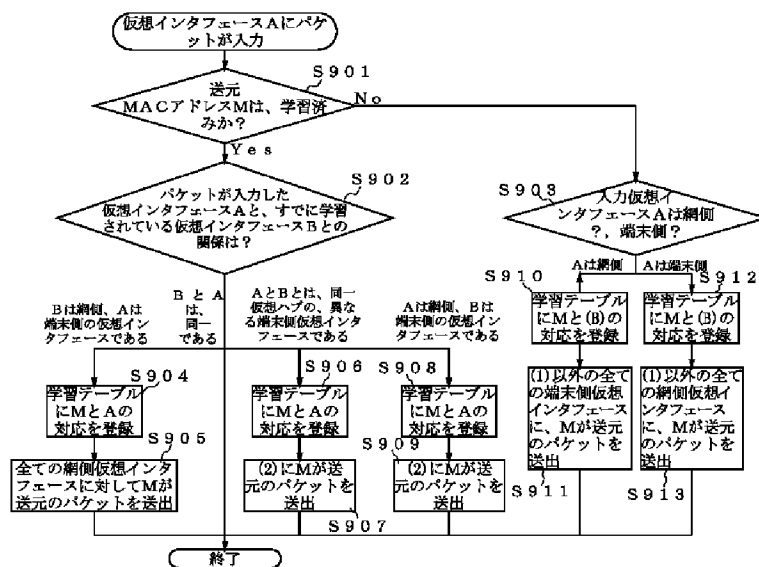 仮想インタフェースAにパケ
ットが入力
S901
送元
MACアドレスMは、学習済
みか?
No
Yes
S902
パケットが入力した
仮想インタフェースAと、すでに学習
されている仮想インタフェースBとの
関係は?
S903
入力仮想イ
ンタフェースAは網側
?,端末側?
Bは網側、Aは
端末側の仮想イン
タフェースである
BとA
は、
同一
である
AとBとは、同一
仮想ハブの、異な
る端末側仮想インタ
フェースである
Aは網側、Bは
端末側の仮想イン
タフェースである
Aは網側
Aは端末側
S910
S912
学習テーブル
にMと(B)の
対応を登録
学習テーブル
にMと(B)の
対応を登録
S904
学習テーブル
にMとAの
対応を登録
S906
学習テーブル
にMとAの
対応を登録
S908
学習テーブル
にMとAの
対応を登録
(1)以外の全て
の端末側仮想
インタフェース
に、Mが送元
のパケットを
送出
S911
(1)以外の全て
の網側仮想イ
ンタフェース
に、Mが送元
のパケットを
送出
S913
S905
全ての網側仮想インタ
フェースに対してMが
送元のパケットを送出
(2)にMが送
元のパケットを
送出
S907
S909
(2)にMが送
元のパケットを
送出
終了